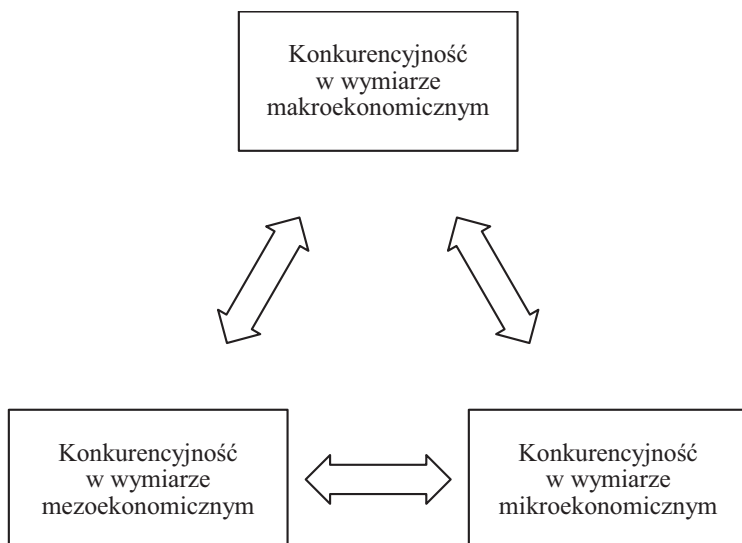 Konkurencyjność
w wymiarze
makroekonomicznym
Konkurencyjność
w wymiarze
mezoekonomicznym
Konkurencyjność
w wymiarze
mikroekonomicznym